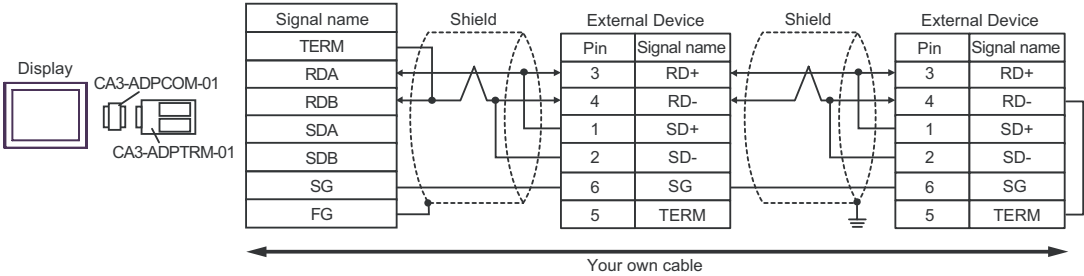 Display
CA3-ADPCOM-01
CA3-ADPTRM-01
Signal name
TERM
RDA
RDB
SDA
SDB
SG
FG
Shield
External Device
Pin Signal name
3 RD+
4 RD-
1 SD+
2 SD-
6 SG
5 TERM
Shield
External Device
Pin Signal name
3 RD+
4 RD-
1 SD+
2 SD-
6 SG
5 TERM
Your own cable